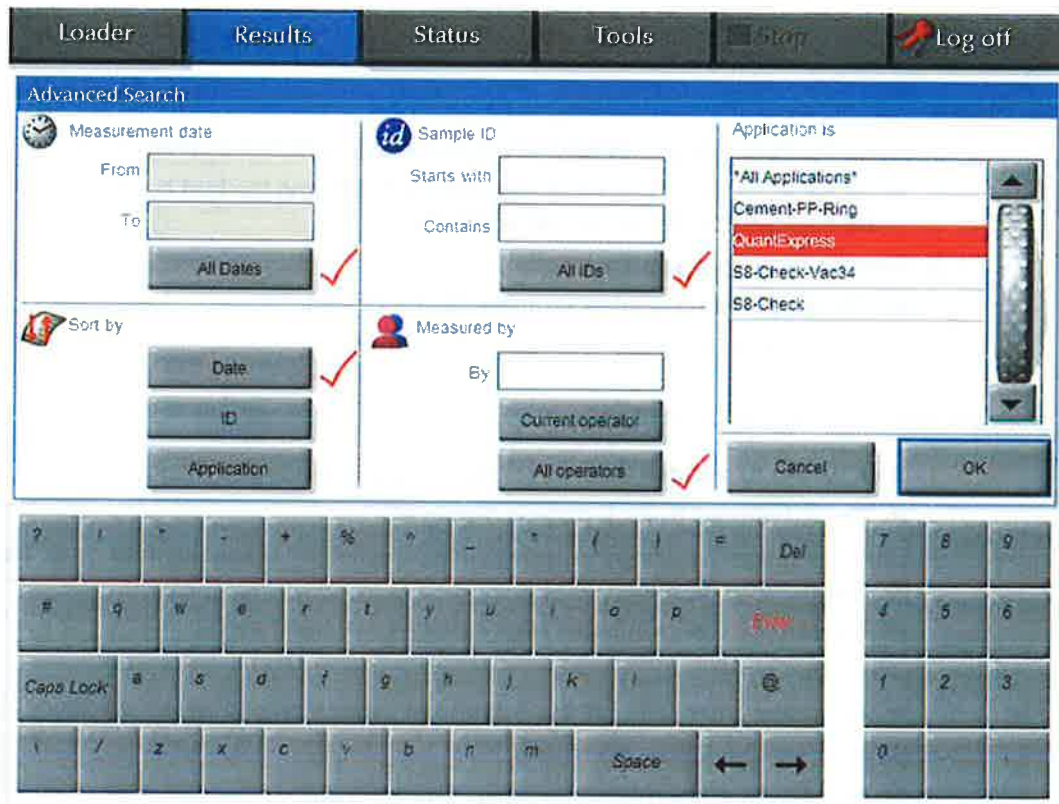 Loader Results Status Tools Stop Log off
Advanced Search
Measurement date
From
To
All Dates
id Sample ID
Starts with
Contains
All IDs
Application is
*All Applications*
Cement-PP-Ring
QuantExpress
S8-Check-Vac34
S8-Check
Sort by
Date
ID
Application
Measured by
By
Current operator
All operators
Cancel OK
? ! - + % ^ _ * ( ) = Del 7 8 9
# q w e r t y u i o p Enter 4 5 6
Caps Lock a s d f g h j k l @ 1 2 3
\ / z x c v b n m Space ← → 0